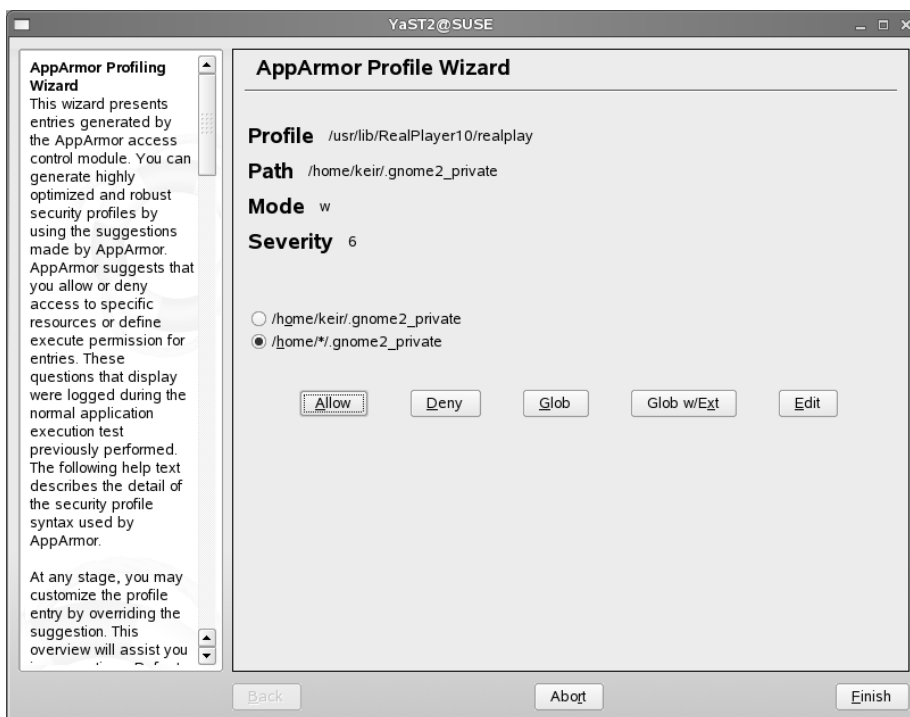 YaST2@SUSE
AppArmor Profiling
Wizard
This wizard presents
entries generated by
the AppArmor access
control module. You can
generate highly
optimized and robust
security profiles by
using the suggestions
made by AppArmor.
AppArmor suggests that
you allow or deny
access to specific
resources or define
execute permission for
entries. These
questions that display
were logged during the
normal application
execution test
previously performed.
The following help text
describes the detail of
the security profile
syntax used by
AppArmor.
At any stage, you may
customize the profile
entry by overriding the
suggestion. This
overview will assist you
AppArmor Profile Wizard
Profile /usr/lib/RealPlayer10/realplay
Path /home/keir/.gnome2_private
Mode w
Severity 6
/home/keir/.gnome2_private
/home/*/.gnome2_private
Allow Deny Glob Glob w/Ext Edit
Back Abort Finish